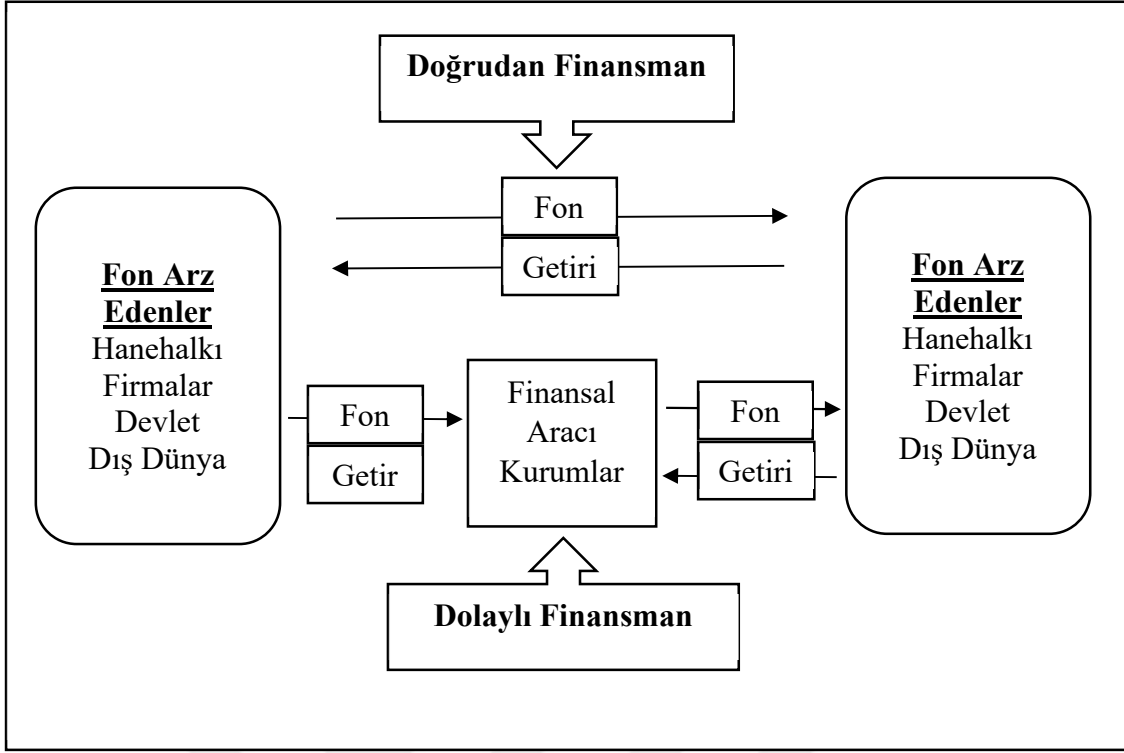 Doğrudan Finansman
Fon
Getiri
Fon Arz
Edenler
Hanehalkı
Firmalar
Devlet
Dış Dünya
Fon
Getir
Finansal
Aracı
Kurumlar
Fon
Getiri
Fon Arz
Edenler
Hanehalkı
Firmalar
Devlet
Dış Dünya
Dolaylı Finansman